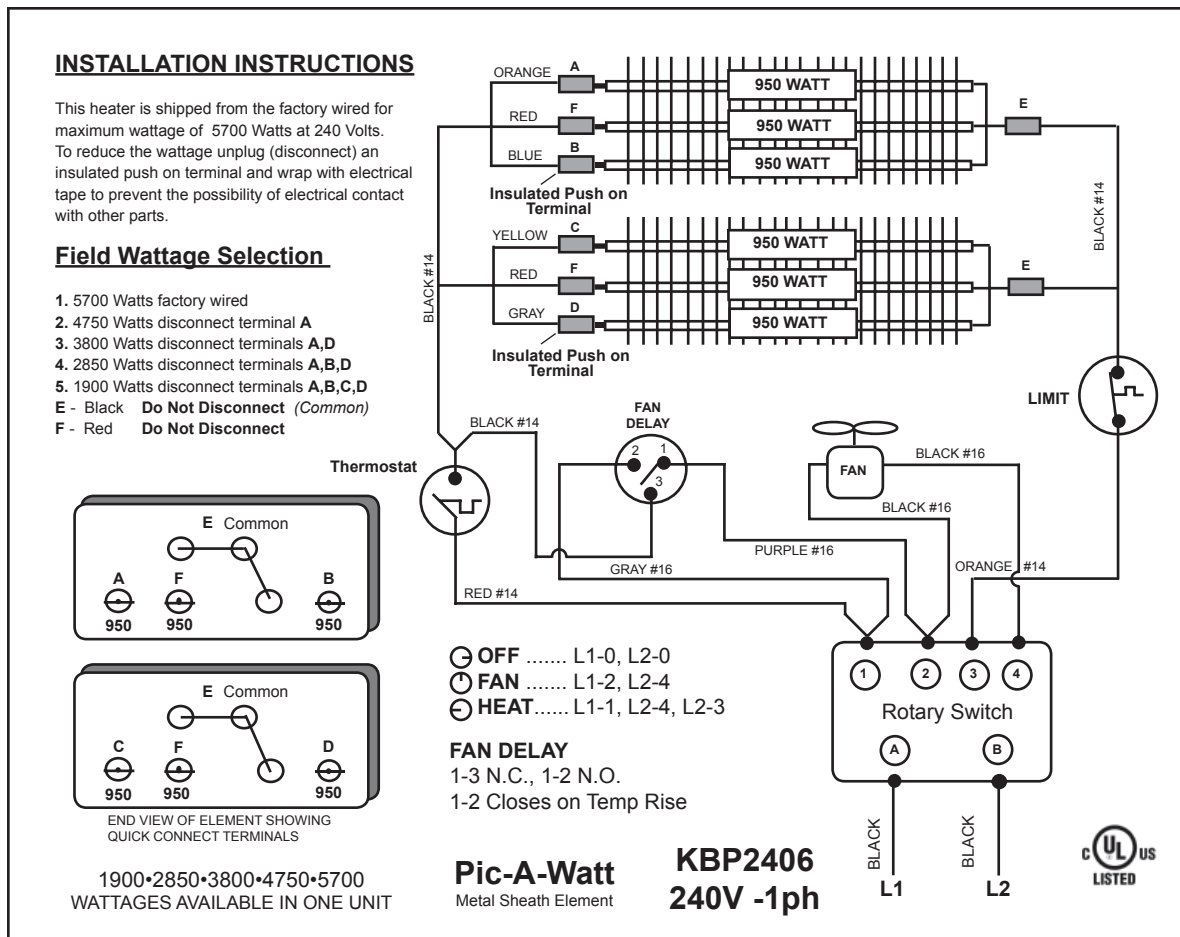 INSTALLATION INSTRUCTIONS
This heater is shipped from the factory wired for
maximum wattage of 5700 Watts at 240 Volts.
To reduce the wattage unplug (disconnect) an
insulated push on terminal and wrap with electrical
tape to prevent the possibility of electrical contact
with other parts.
Field Wattage Selection
1. 5700 Watts factory wired
2. 4750 Watts disconnect terminal A
3. 3800 Watts disconnect terminals A,D
4. 2850 Watts disconnect terminals A,B,D
5. 1900 Watts disconnect terminals A,B,C,D
E - Black Do Not Disconnect (Common)
F - Red Do Not Disconnect
ORANGE
A
950 WATT
RED
F
950 WATT
E
BLUE
B
950 WATT
Insulated Push on
Terminal
BLACK #14
YELLOW
C
950 WATT
RED
F
950 WATT
E
GRAY
D
950 WATT
Insulated Push on
Terminal
BLACK #14
LIMIT
BLACK #14
Thermostat
FAN
DELAY
2
1
3
FAN
BLACK #16
BLACK #16
PURPLE #16
GRAY #16
ORANGE #14
RED #14
E Common
A
F
B
950
950
950
E Common
C
F
D
950
950
950
END VIEW OF ELEMENT SHOWING
QUICK CONNECT TERMINALS
1900•2850•3800•4750•5700
WATTAGES AVAILABLE IN ONE UNIT
OFF ....... L1-0, L2-0
FAN ....... L1-2, L2-4
HEAT...... L1-1, L2-4, L2-3
FAN DELAY
1-3 N.C., 1-2 N.O.
1-2 Closes on Temp Rise
Pic-A-Watt
Metal Sheath Element
KBP2406
240V -1ph
1
2
3
4
Rotary Switch
A
B
BLACK
BLACK
L1
L2
C UL US
LISTED